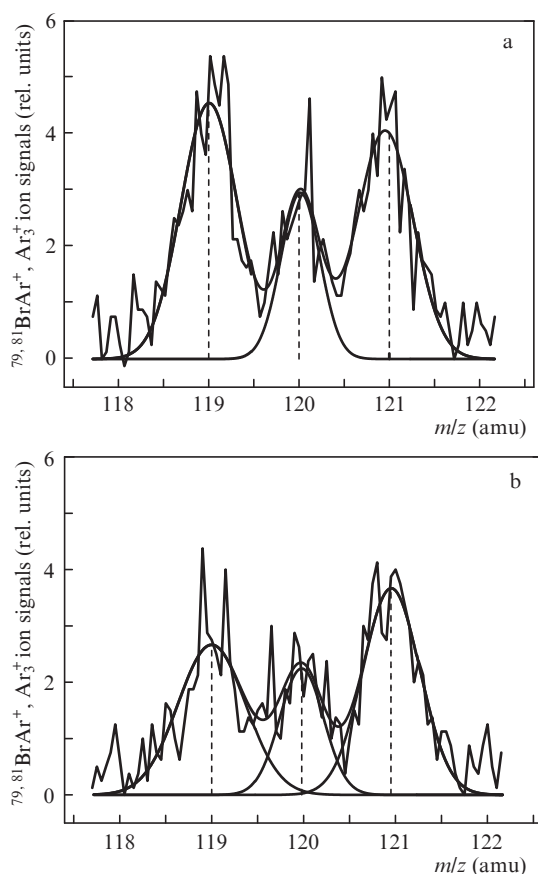 a
6
4
2
0
⁷⁹, ⁸¹BrAr⁺, Ar₃⁺ ion signals (rel. units)
118 119 120 121 122
m/z (amu)
b
6
4
2
0
⁷⁹, ⁸¹BrAr⁺, Ar₃⁺ ion signals (rel. units)
118 119 120 121 122
m/z (amu)